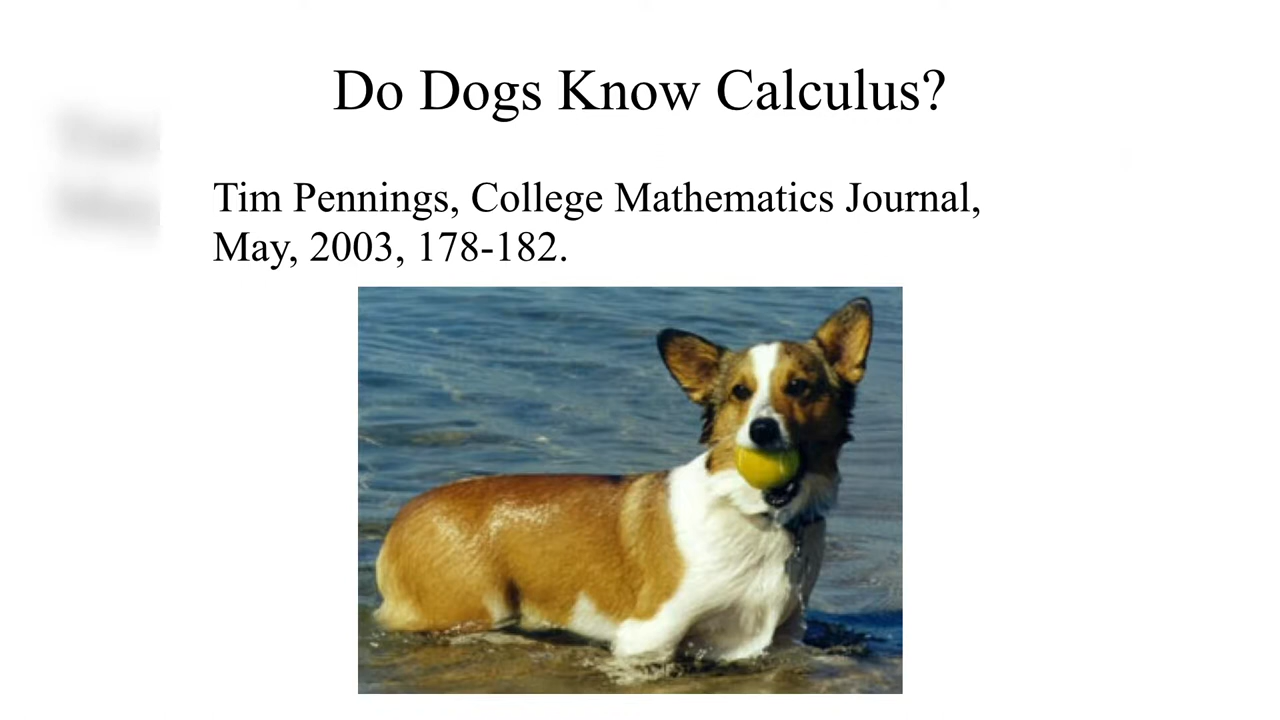 Do Dogs Know Calculus?
Tim Pennings, College Mathematics Journal,
May, 2003, 178-182.